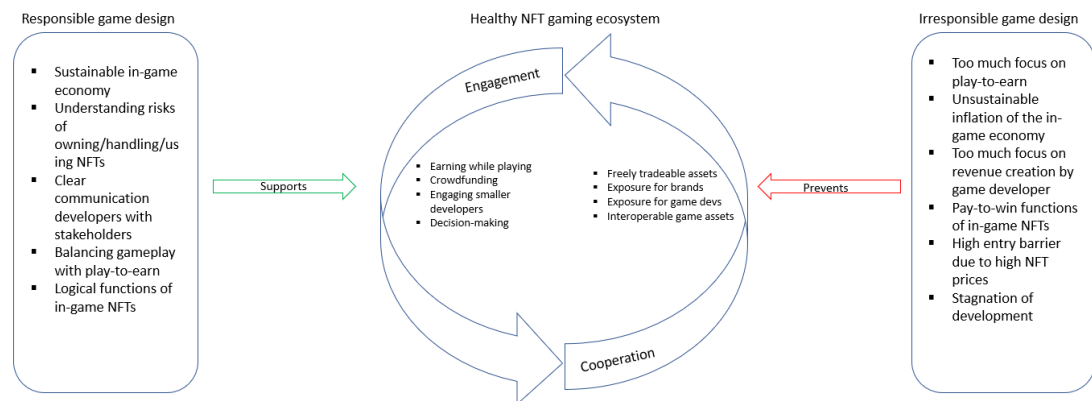 Responsible game design
▪ Sustainable in-game
economy
▪ Understanding risks
of
owning/handling/us
ing NFTs
▪ Clear
communication
developers with
stakeholders
▪ Balancing gameplay
with play-to-earn
▪ Logical functions of
in-game NFTs
Supports
Healthy NFT gaming ecosystem
Engagement
▪ Earning while playing
▪ Crowdfunding
▪ Engaging smaller
developers
▪ Decision-making
▪ Freely tradeable assets
▪ Exposure for brands
▪ Exposure for game devs
▪ Interoperable game assets
Cooperation
Prevents
Irresponsible game design
▪ Too much focus on
play-to-earn
▪ Unsustainable
inflation of the in-
game economy
▪ Too much focus on
revenue creation by
game developer
▪ Pay-to-win functions
of in-game NFTs
▪ High entry barrier
due to high NFT
prices
▪ Stagnation of
development